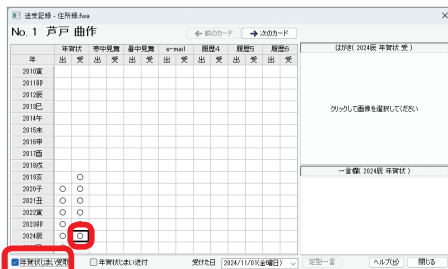 送受記録 - 住所録.fwa
No. 1 芦戸 曲作
← 前のカード → 次のカード
年賀状 寒中見舞 暑中見舞 e-mail 履歴4 履歴5 履歴6
年 出 受 出 受 出 受 出 受 出 受 出 受 出 受
2010寅
2011卯
2012辰
2013巳
2014午
2015未
2016申
2017酉
2018戌
2019亥 ○
2020子 ○ ○
2021丑 ○ ○
2022寅 ○ ○
2023卯 ○ ○
2024辰 ○ ○
はがき( 2024辰 年賀状 受 )
クリックして画像を選択してください
一言欄( 2024辰 年賀状 )
年賀状じまい受取 年賀状じまい送付 受けた日 2024/11/01(金曜日) 定型一言 ヘルプ(H) 閉じる